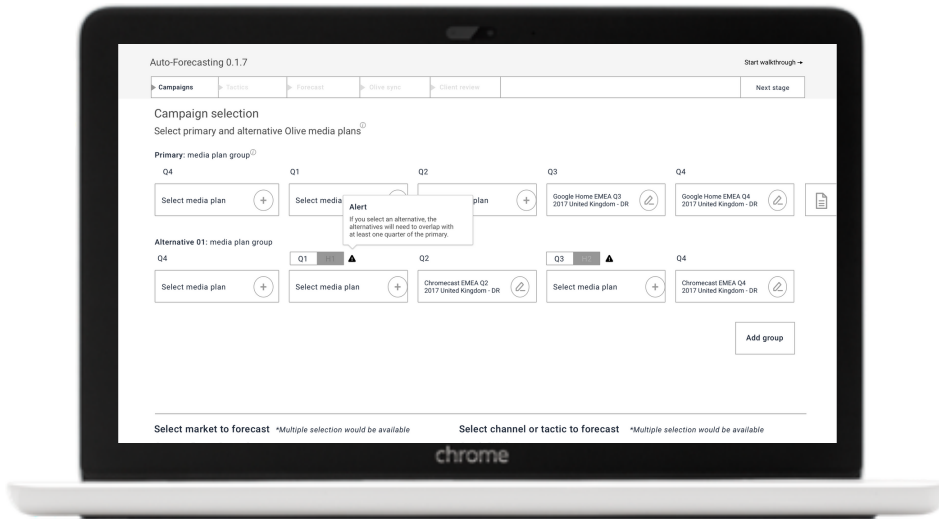 Auto-Forecasting 0.1.7
Start walkthrough
Campaigns
Tactics
Forecast
Olive sync
Client review
Next stage
Campaign selection
Select primary and alternative Olive media plans
Primary: media plan group
Q4
Q1
Q2
Q3
Q4
Select media plan
Select media
plan
Google Home EMEA Q3
2017 United Kingdom - DR
Google Home EMEA Q4
2017 United Kingdom - DR
Alert
If you select an alternative, the
alternatives will need to overlap with
at least one quarter of the primary.
Alternative 01: media plan group
Q4
Q1 H1
Q2
Q3 H2
Q4
Select media plan
Select media plan
Chromecast EMEA Q2
2017 United Kingdom - DR
Select media plan
Chromecast EMEA Q4
2017 United Kingdom - DR
Add group
Select market to forecast *Multiple selection would be available
Select channel or tactic to forecast *Multiple selection would be available
chrome